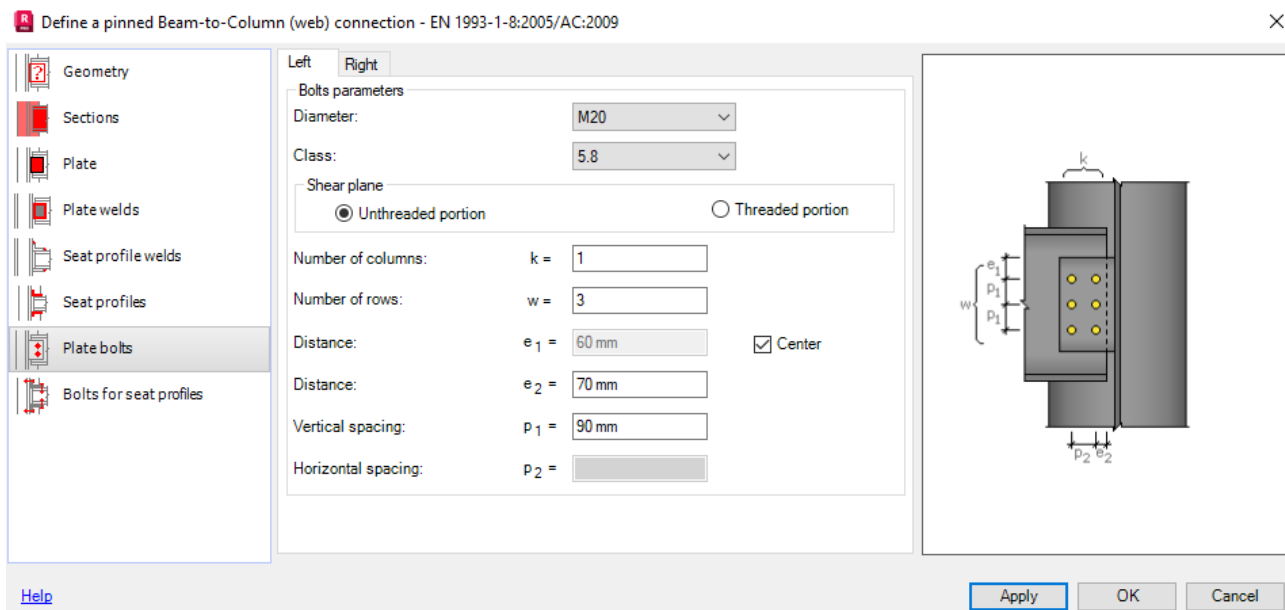 R
PRO
Define a pinned Beam-to-Column (web) connection - EN 1993-1-8:2005/AC:2009
Geometry
Sections
Plate
Plate welds
Seat profile welds
Seat profiles
Plate bolts
Bolts for seat profiles
Left
Right
Bolts parameters
Diameter:
M20
Class:
5.8
Shear plane
Unthreaded portion
Threaded portion
Number of columns: k = 1
Number of rows: w = 3
Distance: e1 = 60 mm Center
Distance: e2 = 70 mm
Vertical spacing: p1 = 90 mm
Horizontal spacing: p2 =
k
e1
p1
w
p1
p2 e2
Help
Apply
OK
Cancel